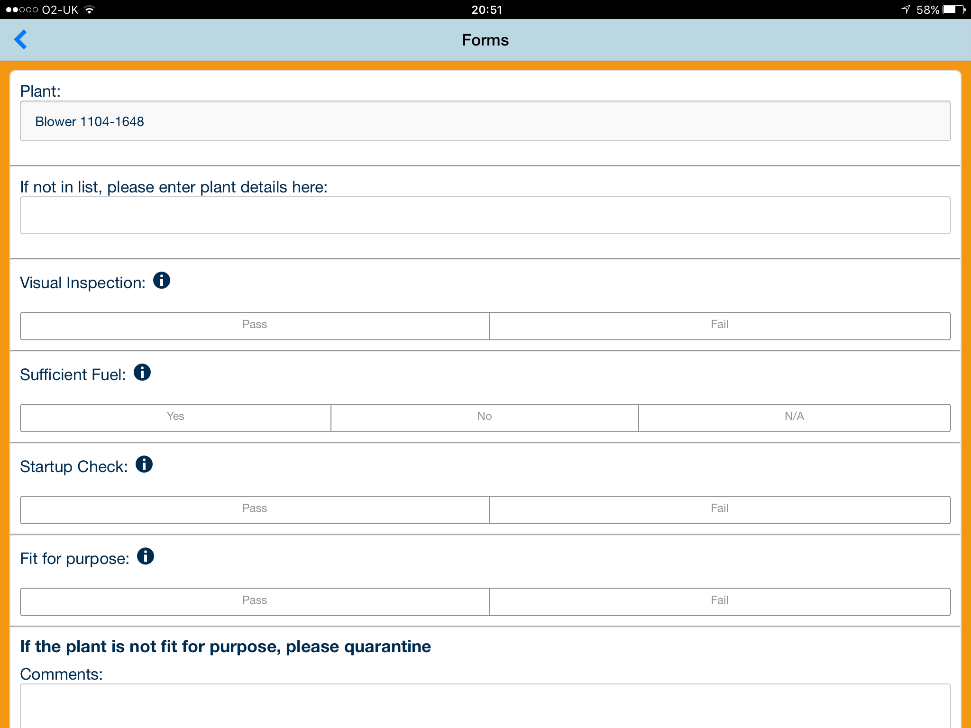 O2-UK
20:51
58%
Forms
Plant:
Blower 1104-1648
If not in list, please enter plant details here:
Visual Inspection:
Pass Fail
Sufficient Fuel:
Yes No N/A
Startup Check:
Pass Fail
Fit for purpose:
Pass Fail
If the plant is not fit for purpose, please quarantine
Comments: